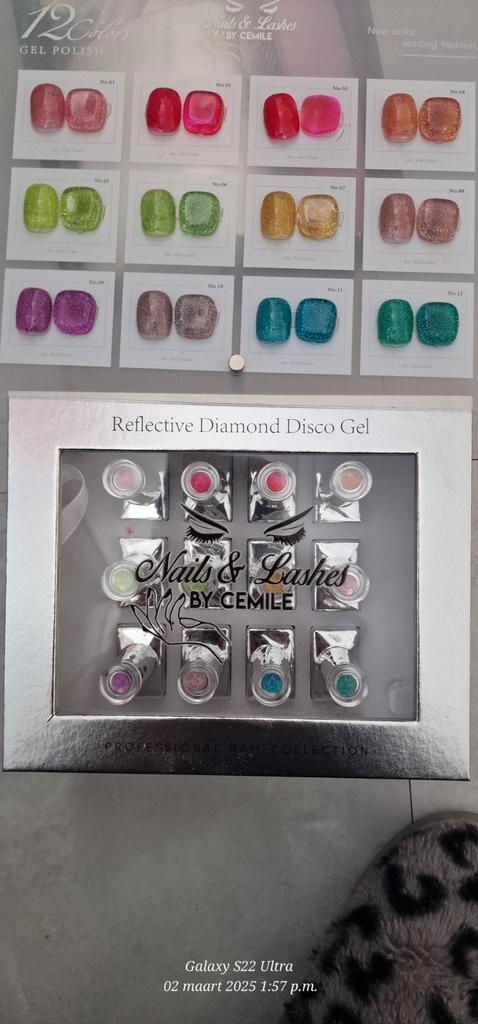 12 Colors
GEL POLISH
Nails & Lashes
BY CEMILE
New color
leading fashion
No.01
No.02
No.03
No.04
No.05
No.06
No.07
No.08
No.09
No.10
No.11
No.12
Reflective Diamond Disco Gel
Nails & Lashes
BY CEMILE
PROFESSIONAL NAIL COLLECTION
Galaxy S22 Ultra
02 maart 2025 1:57 p.m.